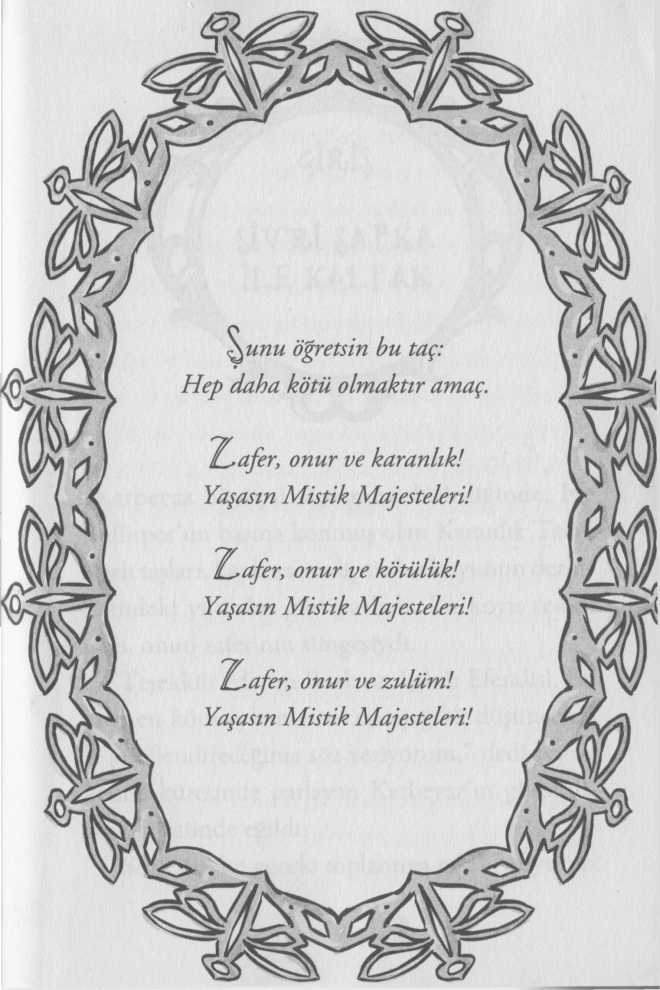 Şunu öğretsin bu taç:
Hep daha kötü olmaktır amaç.
Zafer, onur ve karanlık!
Yaşasın Mistik Majesteleri!
Zafer, onur ve kötülük!
Yaşasın Mistik Majesteleri!
Zafer, onur ve zulüm!
Yaşasın Mistik Majesteleri!